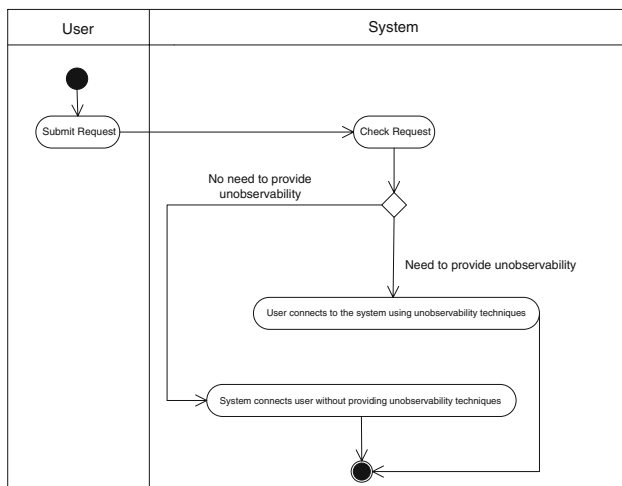 User
System
Submit Request
Check Request
No need to provide
unobservability
Need to provide unobservability
User connects to the system using unobservability techniques
System connects user without providing unobservability techniques